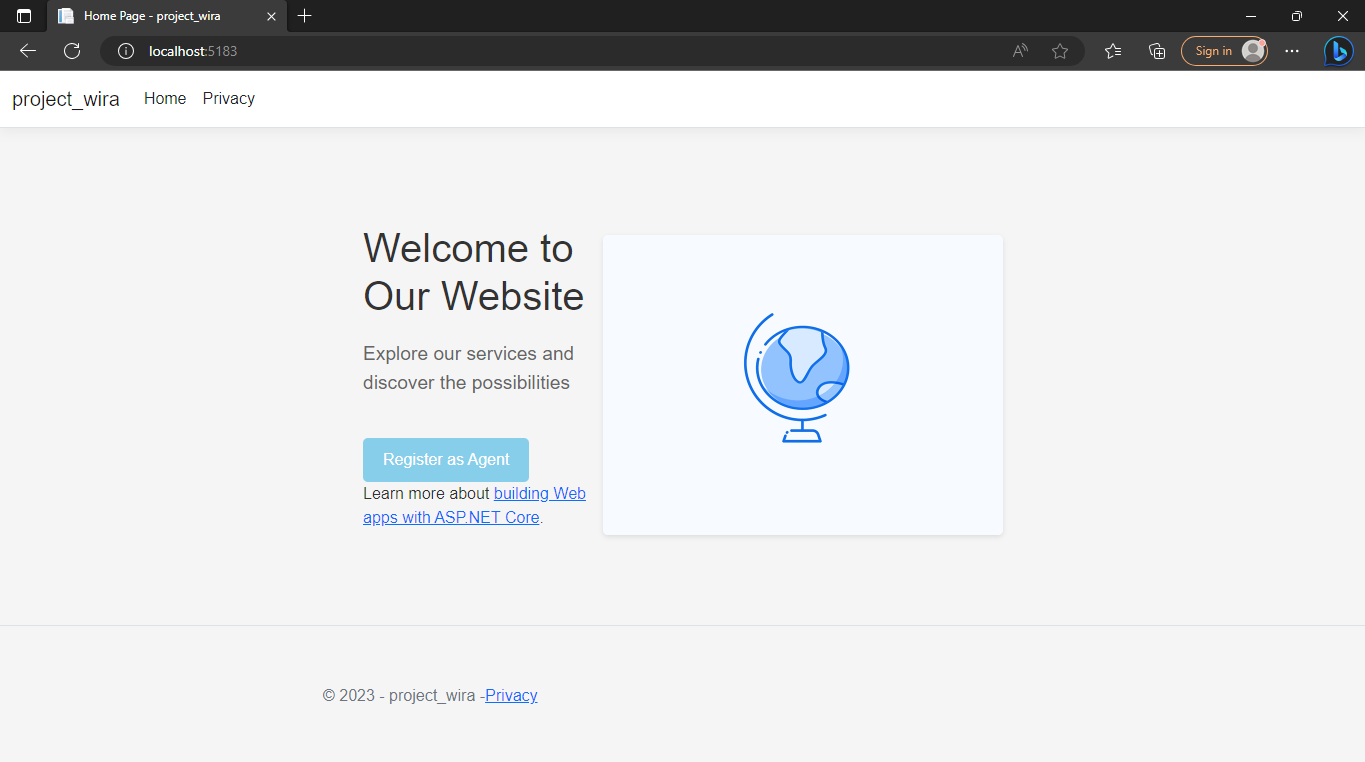 Home Page - project_wira
localhost:5183
Sign in
project_wira Home Privacy
Welcome to
Our Website
Explore our services and
discover the possibilities
Register as Agent
Learn more about building Web
apps with ASP.NET Core.
© 2023 - project_wira -Privacy